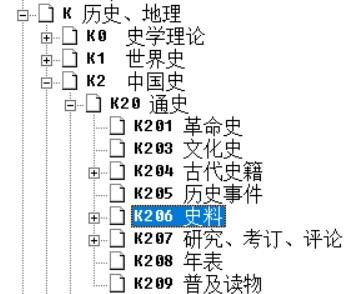 K 历史、地理
K0 史学理论
K1 世界史
K2 中国史
K20 通史
K201 革命史
K203 文化史
K204 古代史籍
K205 历史事件
K206 史料
K207 研究、考订、评论
K208 年表
K209 普及读物